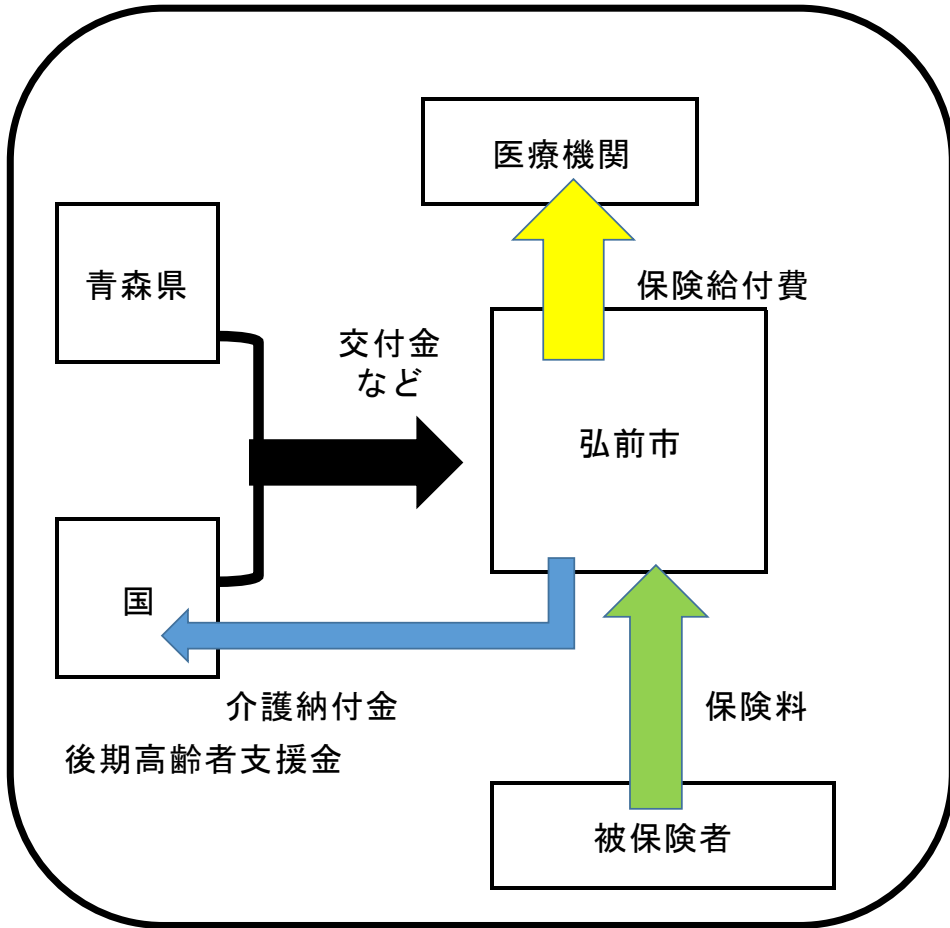 医療機関
青森県
保険給付費
交付金
など
弘前市
国
介護納付金
保険料
後期高齢者支援金
被保険者